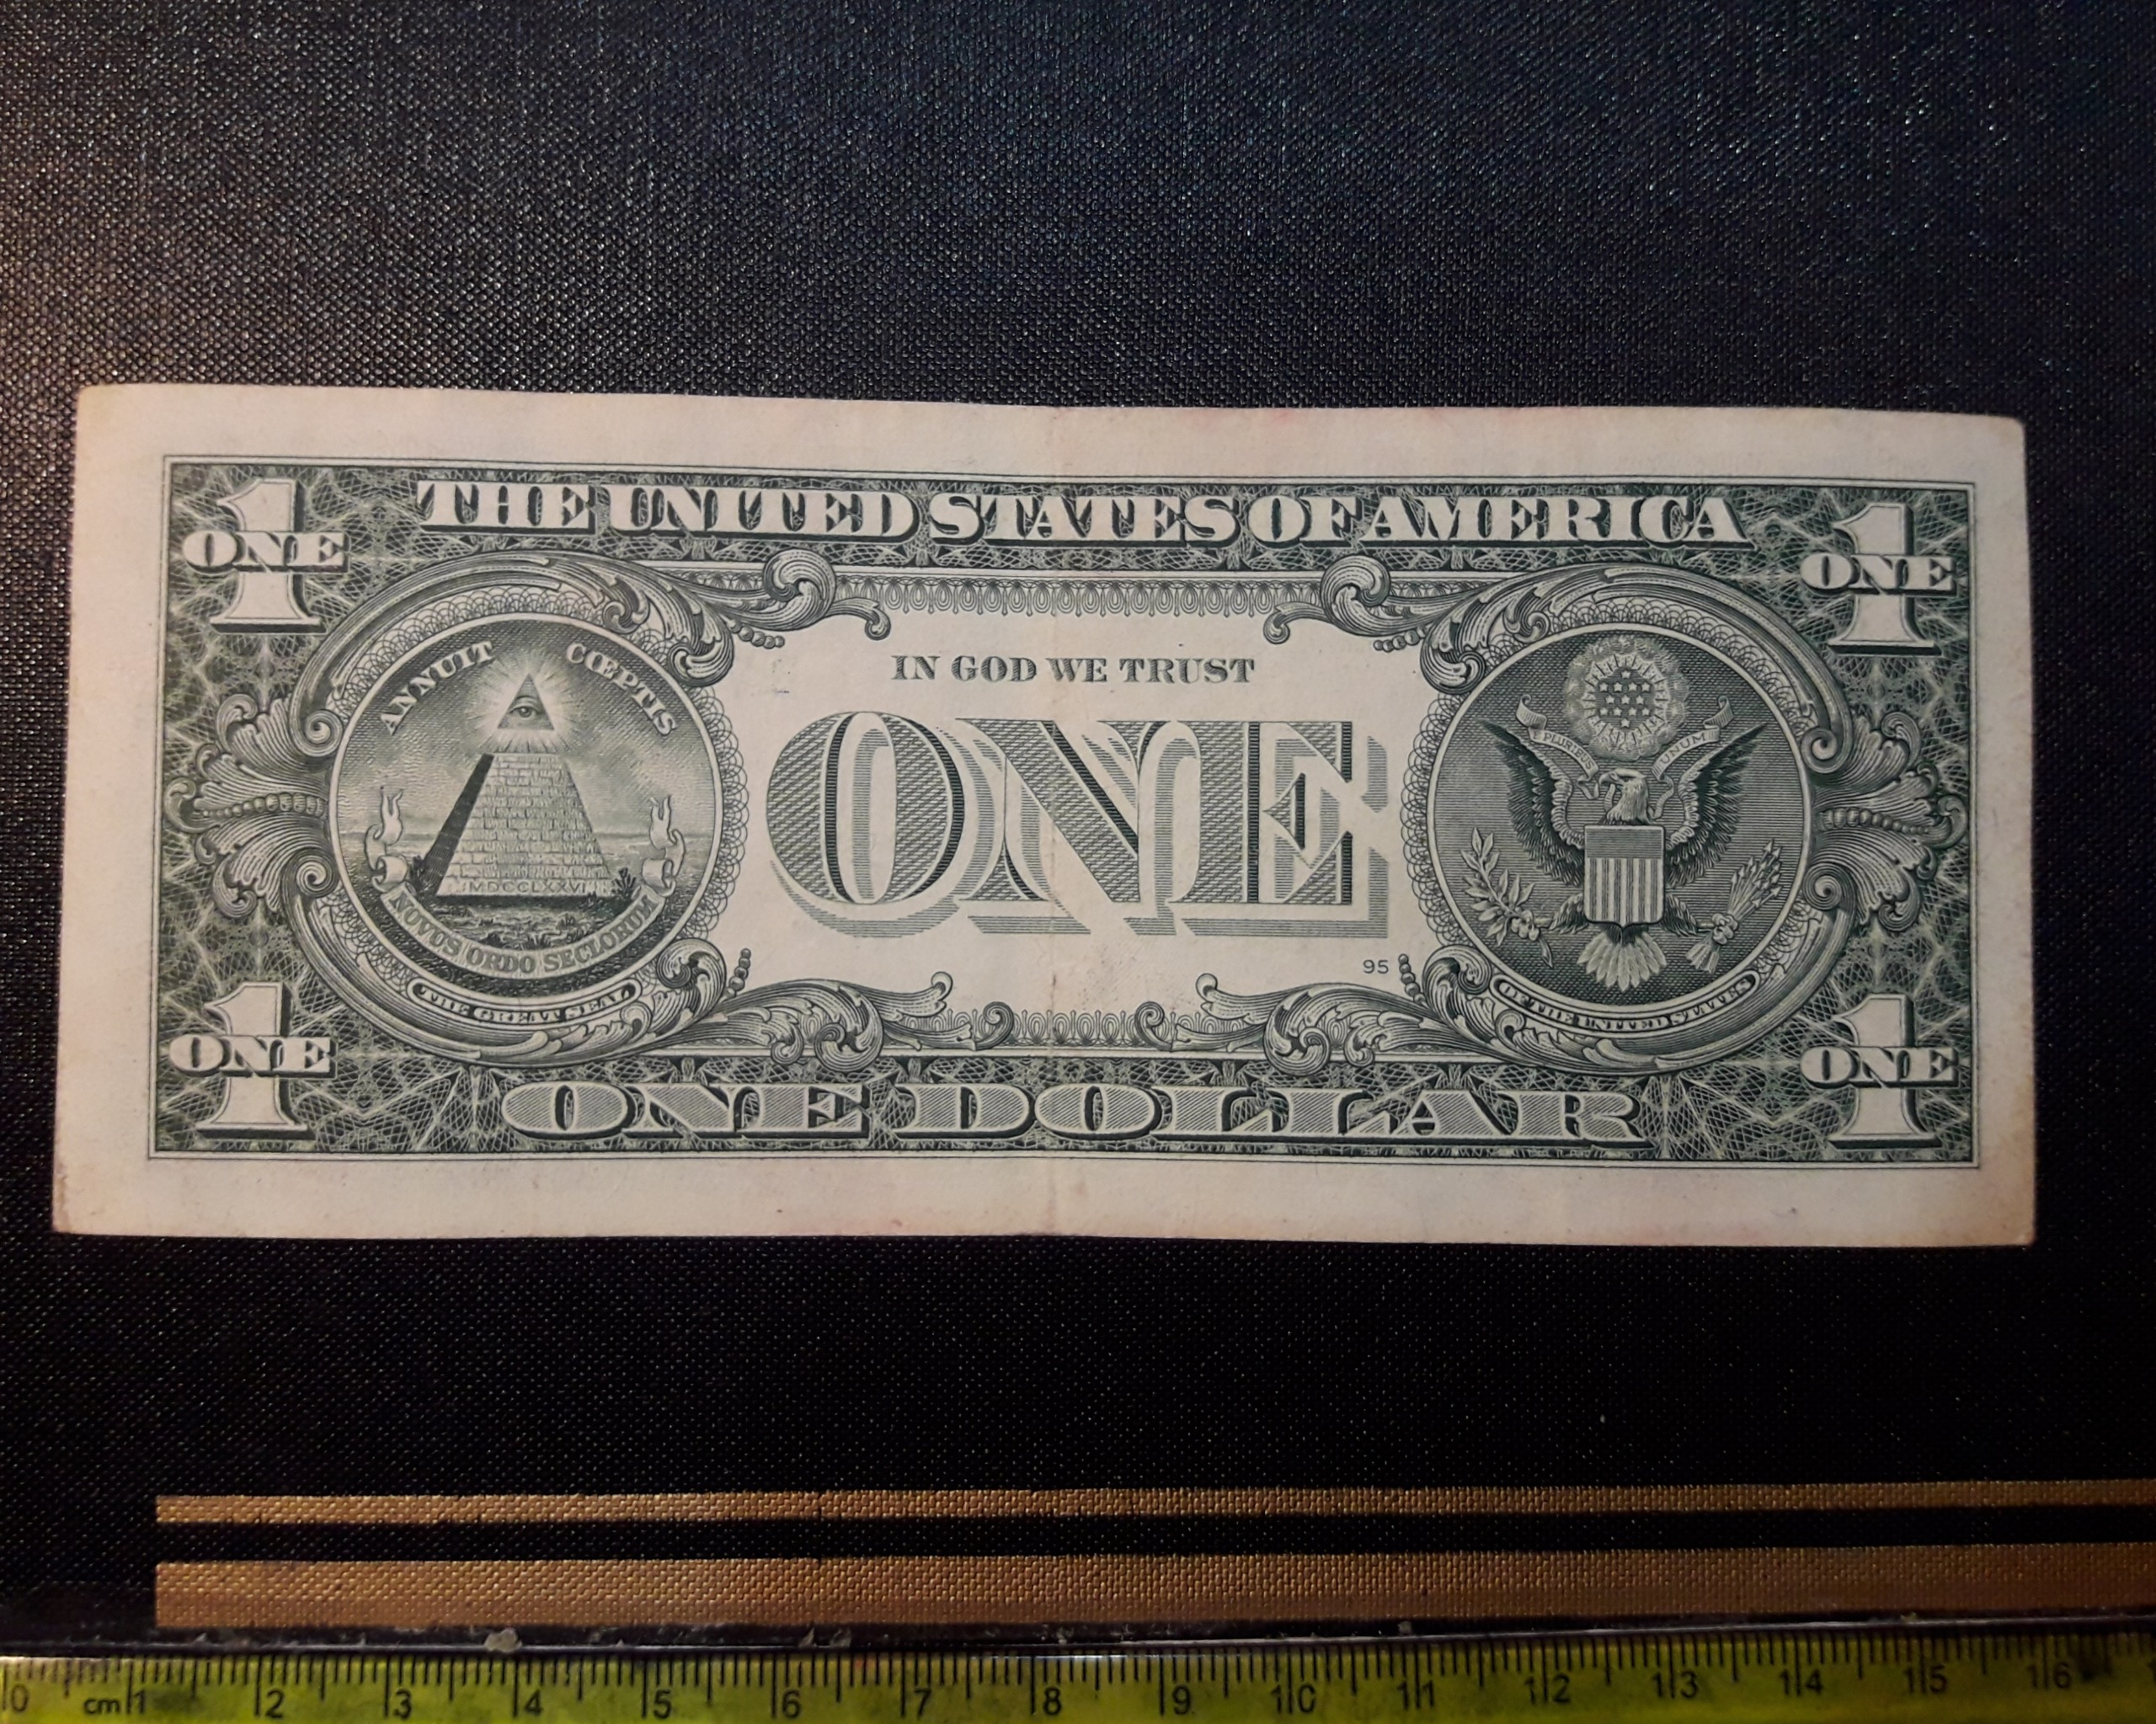 THE UNITED STATES OF AMERICA
1
ONE
1
ONE
ANNUIT CŒPTIS
IN GOD WE TRUST
PLURIBUS UNUM
ONE
MDCCLXXVI
NOVUS ORDO SECLORUM
95
THE GREAT SEAL
OF THE UNITED STATES
1
ONE
1
ONE
ONE DOLLAR
0 cm 1 2 3 4 5 6 7 8 9 10 11 12 13 14 15 16